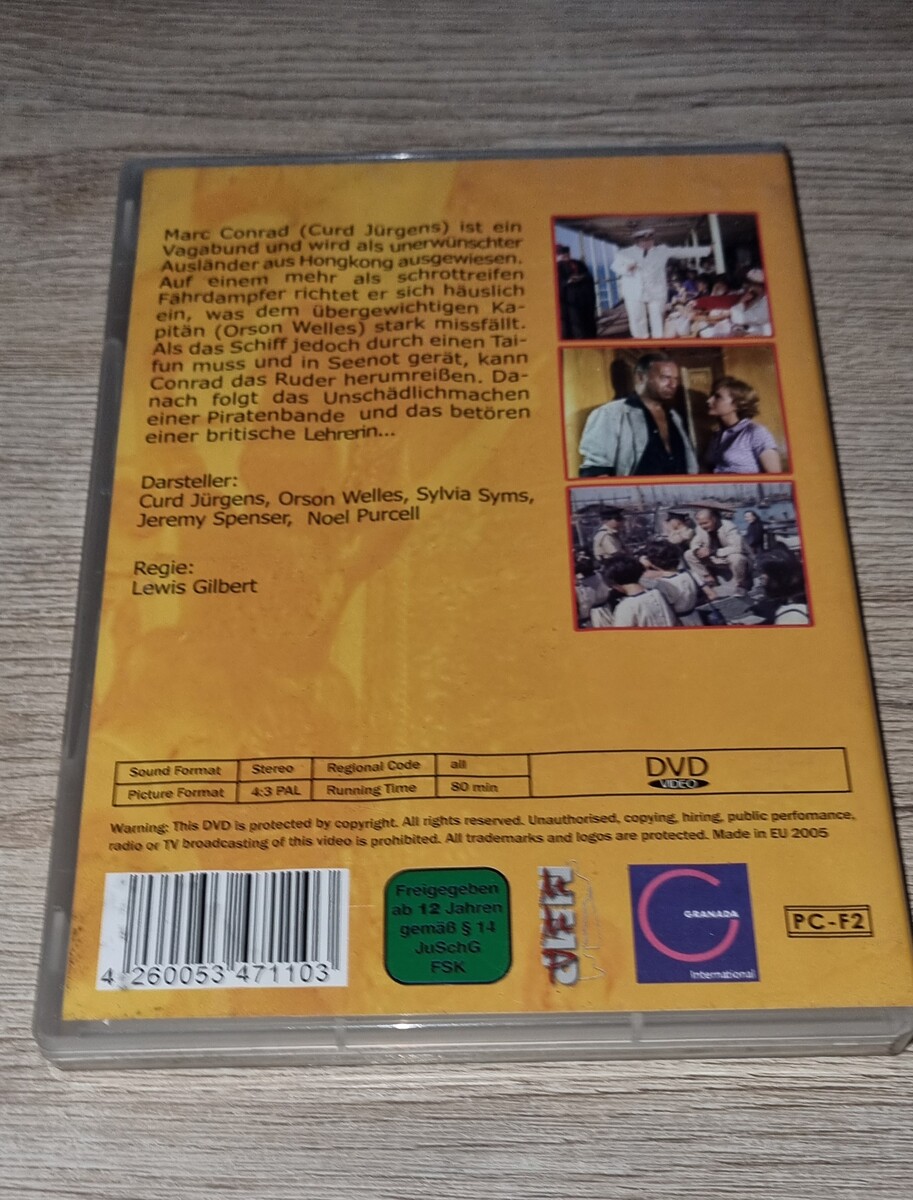 Marc Conrad (Curd Jürgens) ist ein
Vagabund und wird als unerwünschter
Ausländer aus Hongkong ausgewiesen.
Auf einem mehr als schrottreifen
Fährdampfer richtet er sich häuslich
ein, was dem übergewichtigen Ka-
pitän (Orson Welles) stark missfällt.
Als das Schiff jedoch durch einen Tai-
fun muss und in Seenot gerät, kann
Conrad das Ruder herumreißen. Da-
nach folgt das Unschädlichmachen
einer Piratenbande und das betören
einer britische Lehrerin...
Darsteller:
Curd Jürgens, Orson Welles, Sylvia Syms,
Jeremy Spenser, Noel Purcell
Regie:
Lewis Gilbert
Sound Format Stereo Regional Code all
Picture Format 4:3 PAL Running Time 80 min
DVD
VIDEO
Warning: This DVD is protected by copyright. All rights reserved. Unauthorised, copying, hiring, public perfomance,
radio or TV broadcasting of this video is prohibited. All trademarks and logos are protected. Made in EU 2005
4 260053 471103
Freigegeben
ab 12 Jahren
gemäß § 14
JuSchG
FSK
GRANADA
International
PC-F2